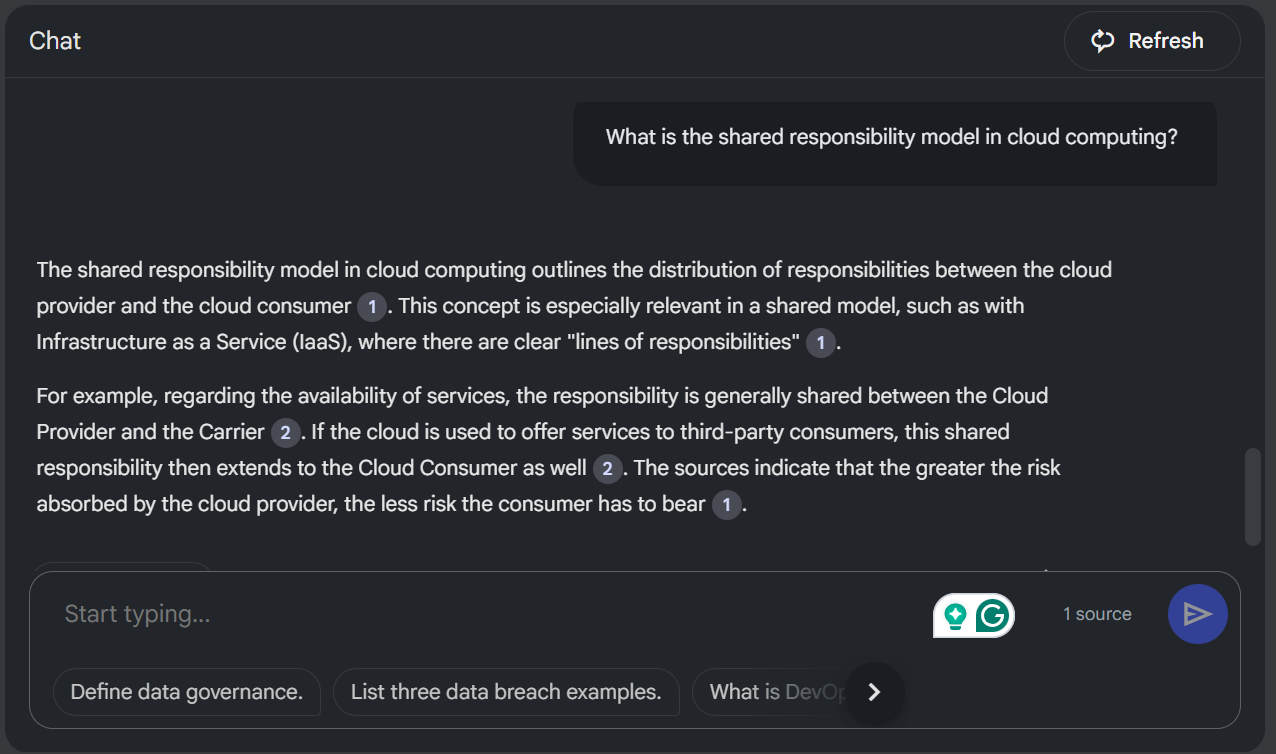 Chat
Refresh
What is the shared responsibility model in cloud computing?
The shared responsibility model in cloud computing outlines the distribution of responsibilities between the cloud
provider and the cloud consumer 1. This concept is especially relevant in a shared model, such as with
Infrastructure as a Service (IaaS), where there are clear "lines of responsibilities" 1.
For example, regarding the availability of services, the responsibility is generally shared between the Cloud
Provider and the Carrier 2. If the cloud is used to offer services to third-party consumers, this shared
responsibility then extends to the Cloud Consumer as well 2. The sources indicate that the greater the risk
absorbed by the cloud provider, the less risk the consumer has to bear 1.
Start typing...
G
1 source
Define data governance.
List three data breach examples.
What is DevOp